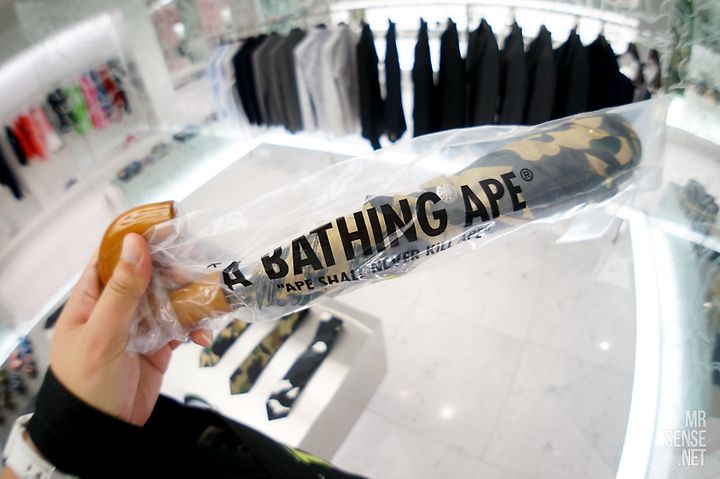 A BATHING APE®
"APE SHALL NEVER KILL APE"
MR
SENSE
.NET